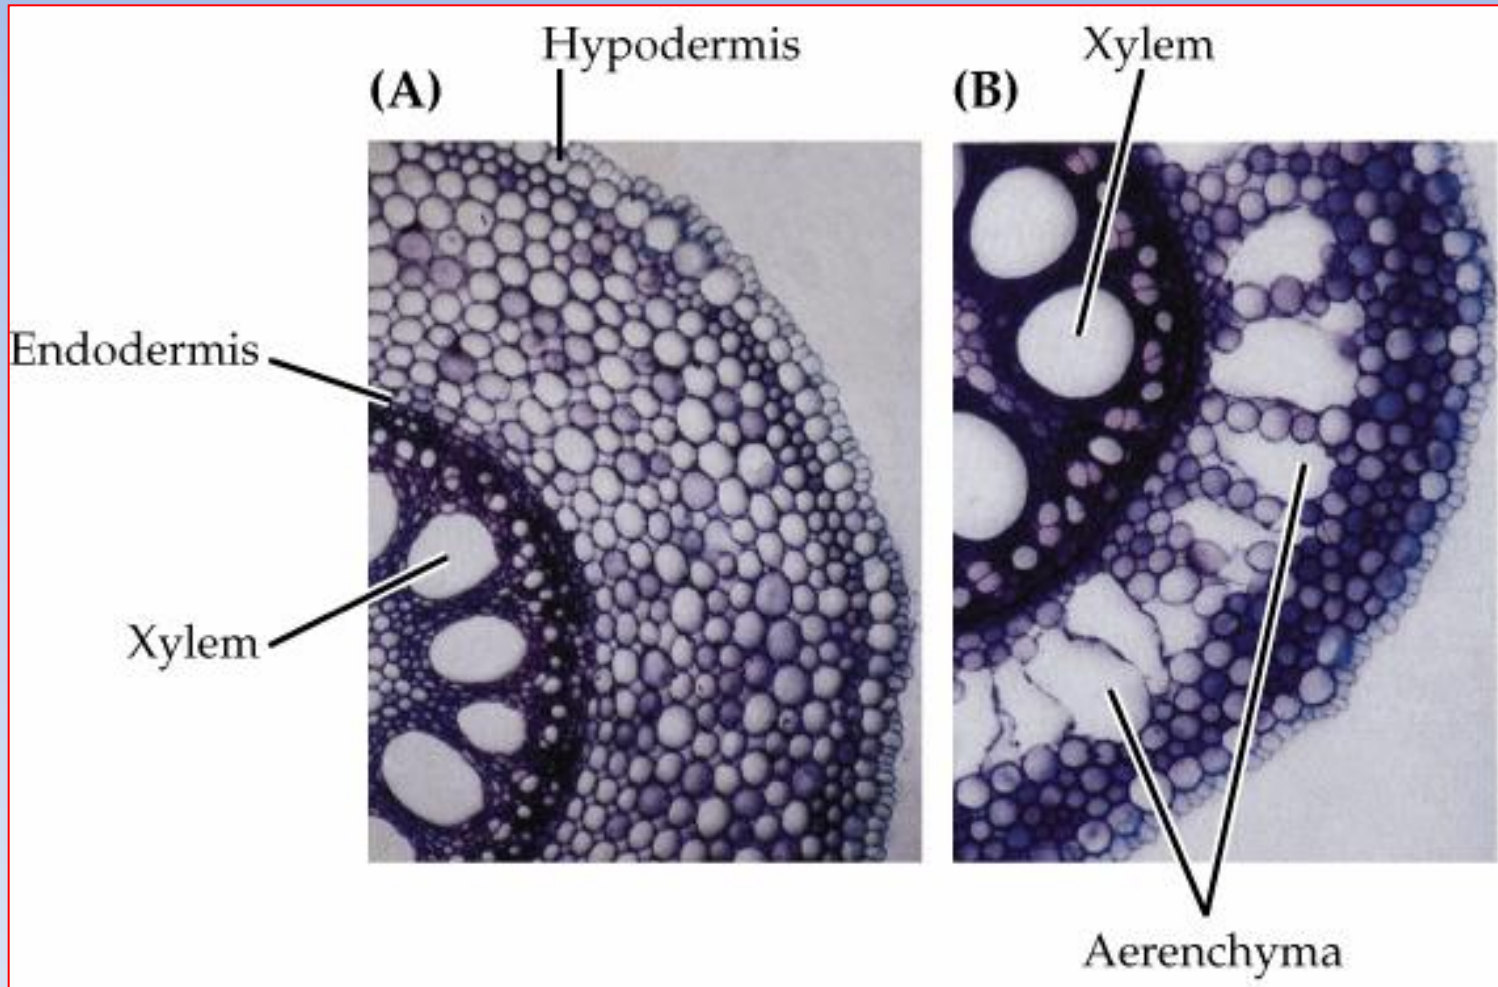 Hypodermis
Xylem
(A)
(B)
Endodermis
Xylem
Aerenchyma